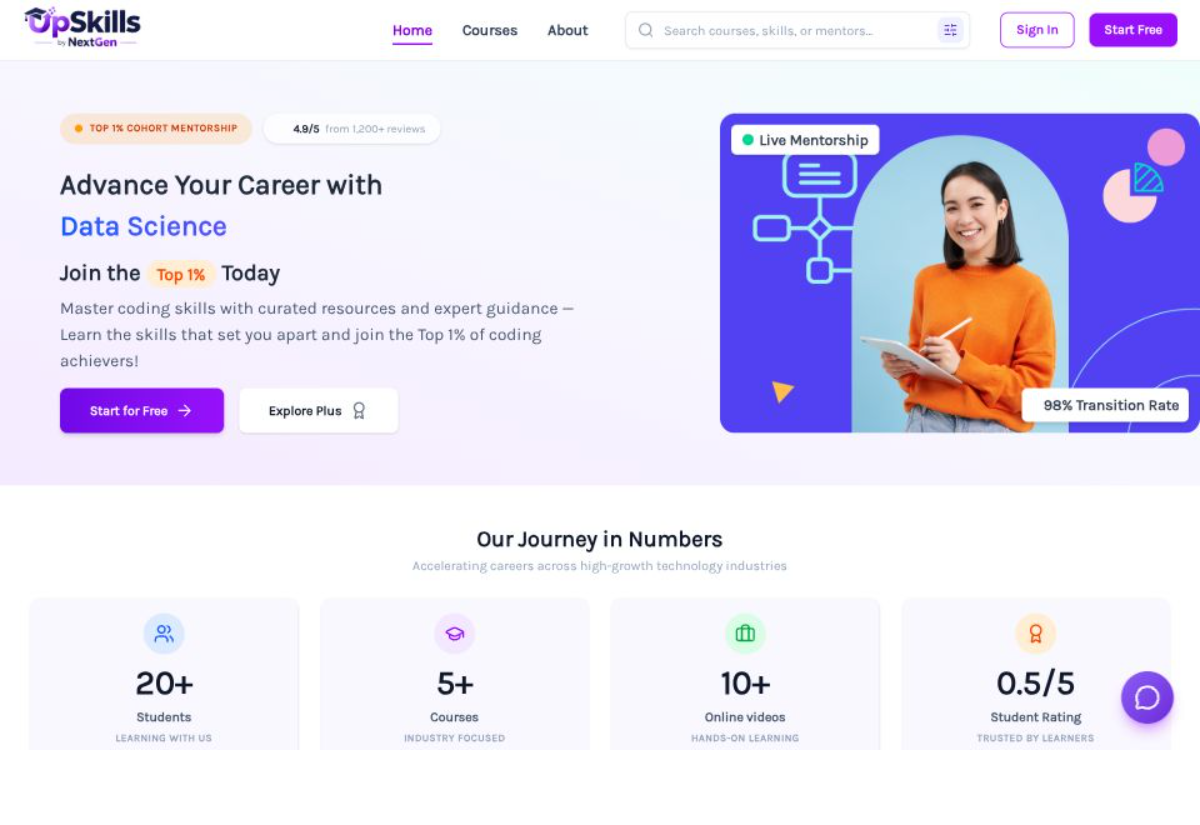 UpSkills
by NextGen
Home Courses About Search courses, skills, or mentors... Sign In Start Free
TOP 1% COHORT MENTORSHIP 4.9/5 from 1,200+ reviews
Live Mentorship
Advance Your Career with
Data Science
Join the Top 1% Today
Master coding skills with curated resources and expert guidance —
Learn the skills that set you apart and join the Top 1% of coding
achievers!
Start for Free Explore Plus
98% Transition Rate
Our Journey in Numbers
Accelerating careers across high-growth technology industries
20+ 5+ 10+ 0.5/5
Students Courses Online videos Student Rating
LEARNING WITH US INDUSTRY FOCUSED HANDS-ON LEARNING TRUSTED BY LEARNERS